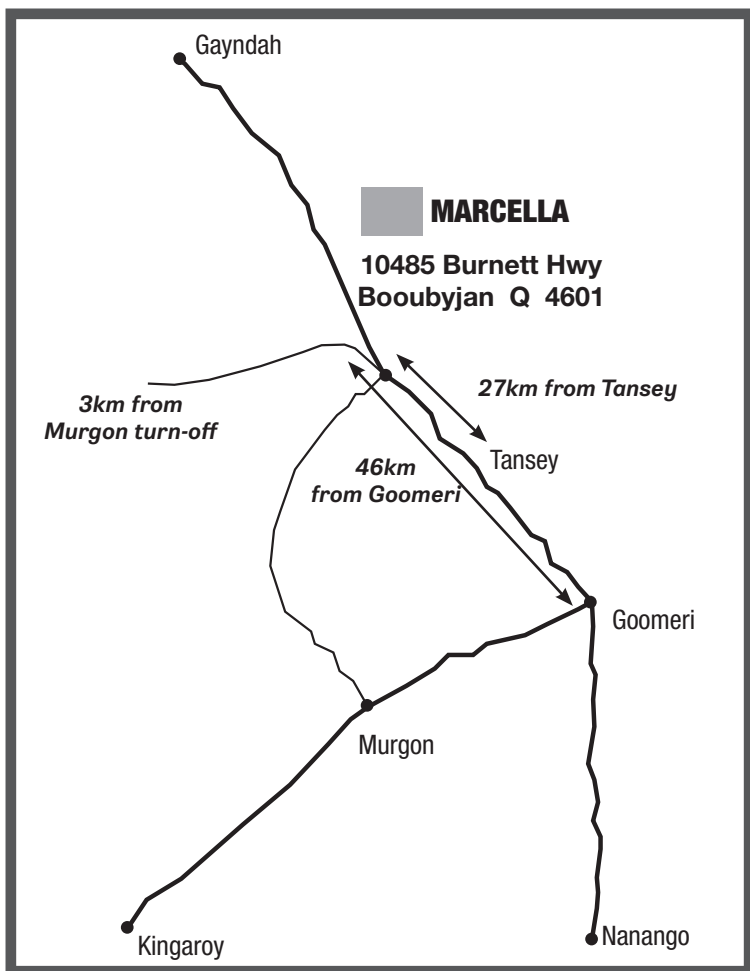 Gayndah
MARCELLA
10485 Burnett Hwy
Booubyjan Q 4601
3km from
Murgon turn-off
27km from Tansey
Tansey
46km
from Goomeri
Goomeri
Murgon
Kingaroy
Nanango